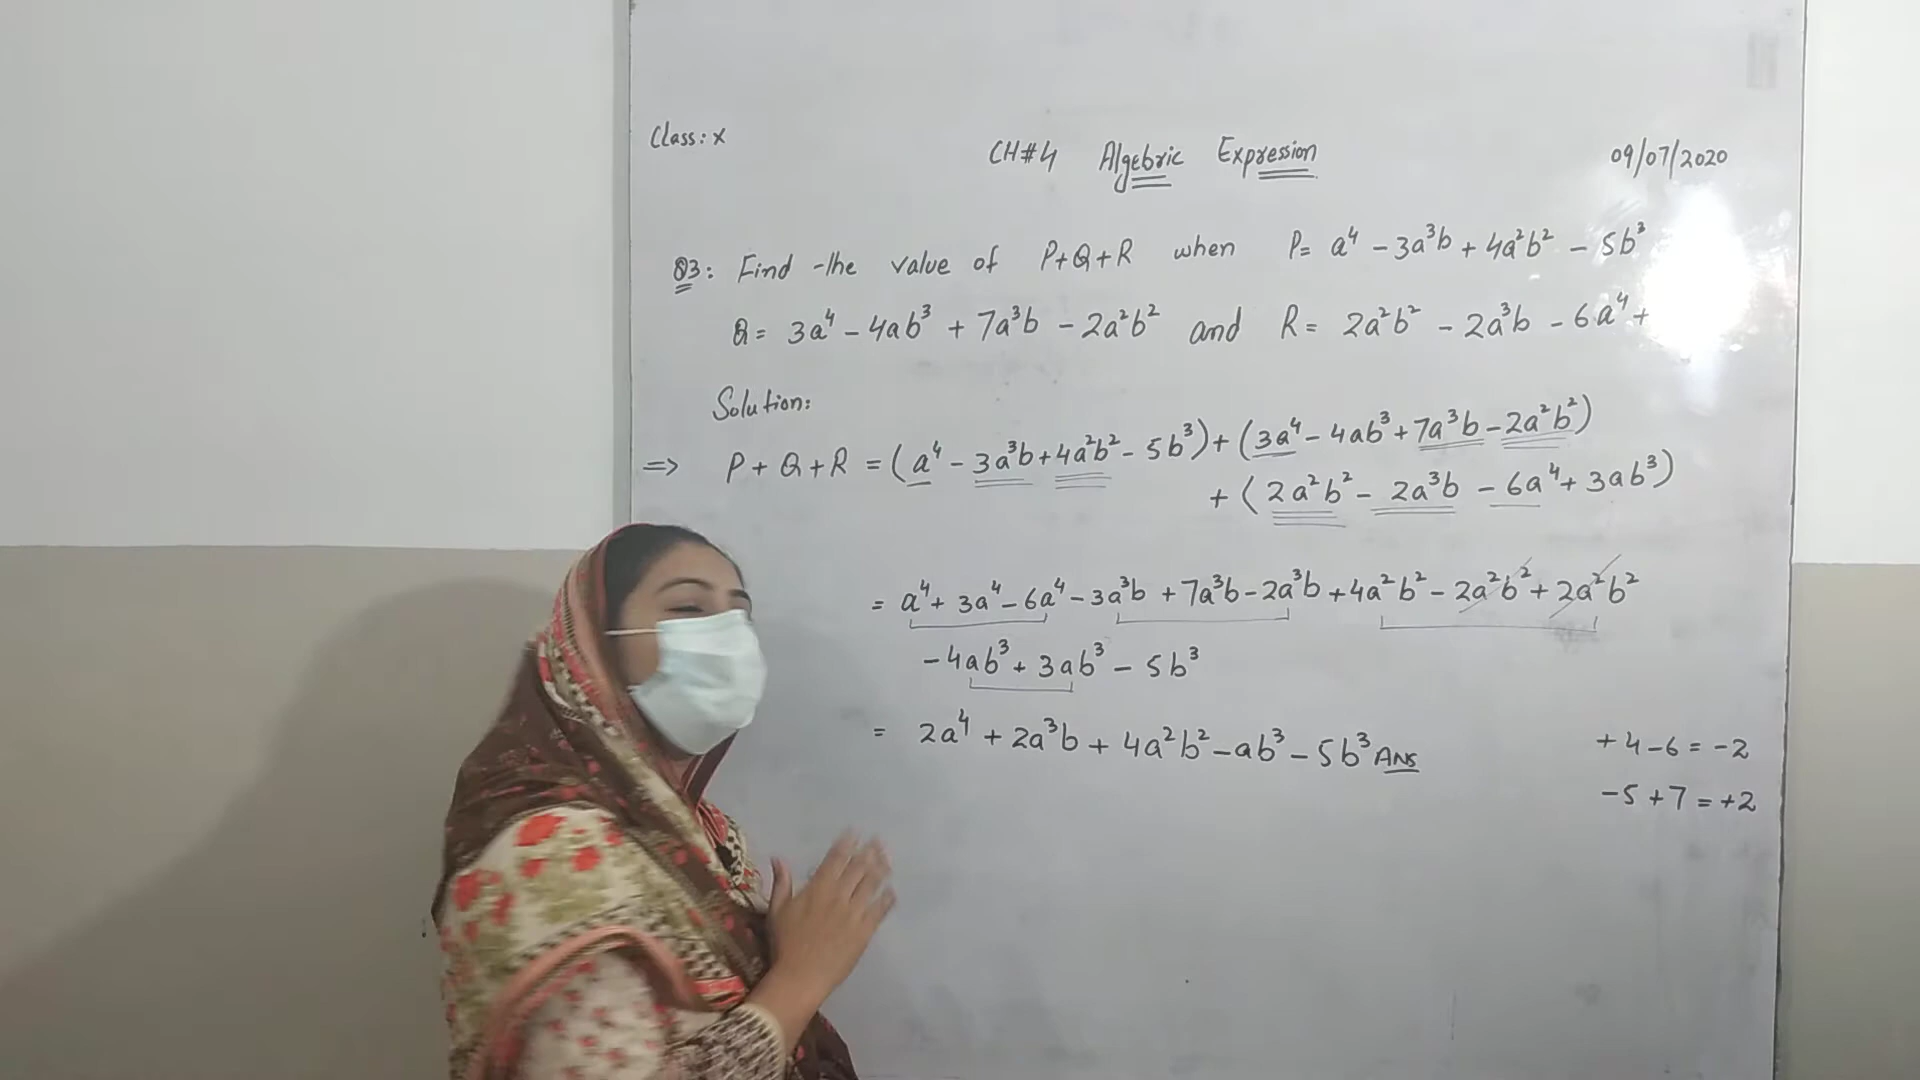 Class: X
CH#4 Algebric Expression
09/07/2020
Q3: Find the value of P+Q+R when P= a⁴ - 3a³b + 4a²b² - 5b³
Q= 3a⁴ - 4ab³ + 7a³b - 2a²b² and R= 2a²b² - 2a³b - 6a⁴ +
Solution:
=> P+Q+R = (a⁴ - 3a³b + 4a²b² - 5b³) + (3a⁴ - 4ab³ + 7a³b - 2a²b²)
+ (2a²b² - 2a³b - 6a⁴ + 3ab³)
= a⁴ + 3a⁴ - 6a⁴ - 3a³b + 7a³b - 2a³b + 4a²b² - 2a²b² + 2a²b²
- 4ab³ + 3ab³ - 5b³
= 2a⁴ + 2a³b + 4a²b² - ab³ - 5b³ ANS
+4-6 = -2
-5+7 = +2